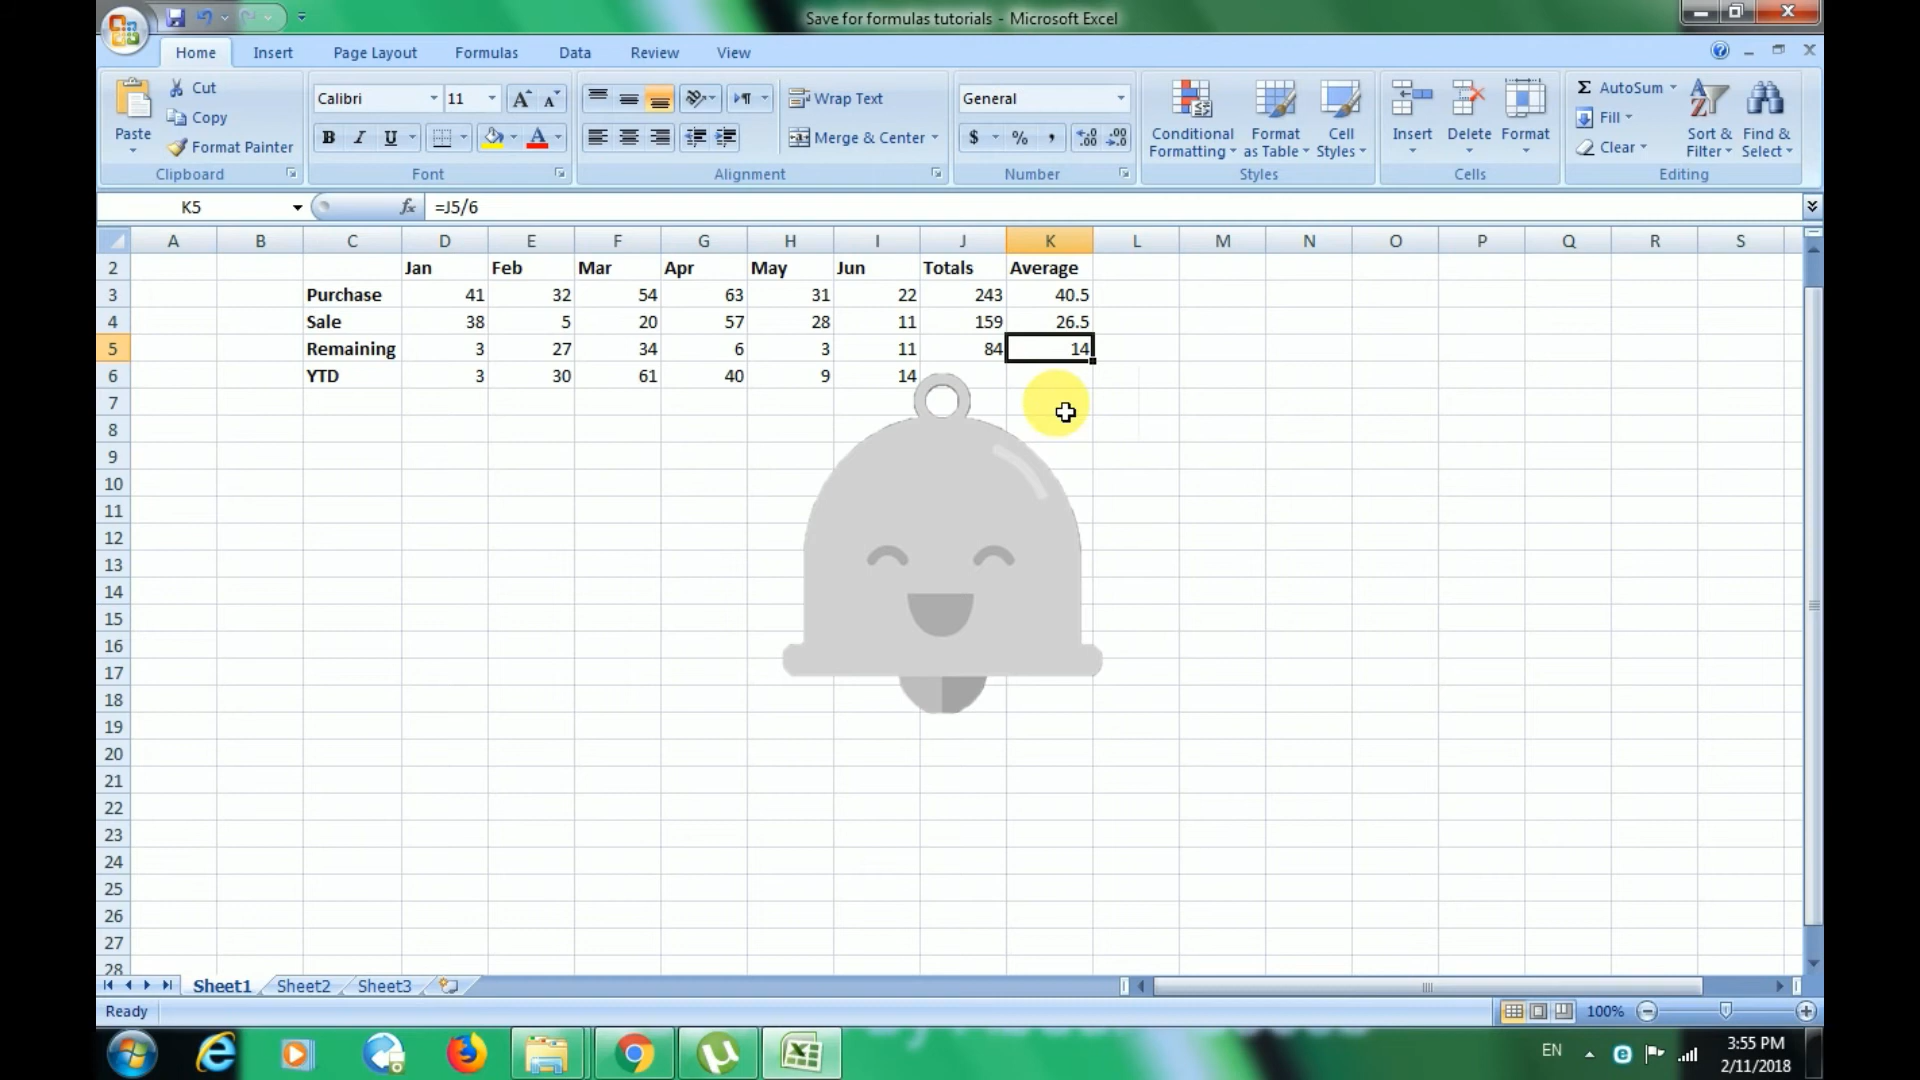 Save for formulas tutorials - Microsoft Excel
Home Insert Page Layout Formulas Data Review View
Paste Cut Copy Format Painter Clipboard
Calibri 11 B I U A Font
Wrap Text Merge & Center Alignment
General $ % , Number
Conditional Formatting Format as Table Cell Styles Styles
Insert Delete Format Cells
Σ AutoSum Fill Clear Sort & Filter Find & Select Editing
K5 fx =J5/6
A B C D E F G H I J K L M N O P Q R S
2 Jan Feb Mar Apr May Jun Totals Average
3 Purchase 41 32 54 63 31 22 243 40.5
4 Sale 38 5 20 57 28 11 159 26.5
5 Remaining 3 27 34 6 3 11 84 14
6 YTD 3 30 61 40 9 14
7
8
9
10
11
12
13
14
15
16
17
18
19
20
21
22
23
24
25
26
27
28
Sheet1 Sheet2 Sheet3
Ready 100%
EN 3:55 PM
2/11/2018